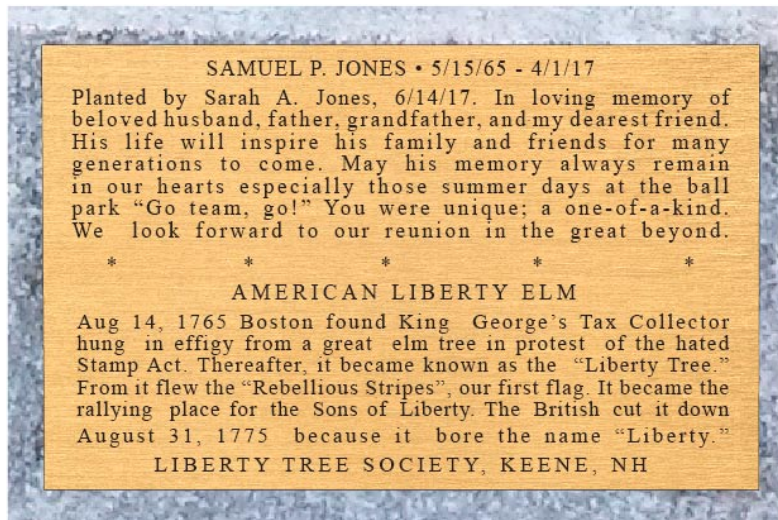 SAMUEL P. JONES • 5/15/65 - 4/1/17
Planted by Sarah A. Jones, 6/14/17. In loving memory of
beloved husband, father, grandfather, and my dearest friend.
His life will inspire his family and friends for many
generations to come. May his memory always remain
in our hearts especially those summer days at the ball
park “Go team, go!” You were unique; a one-of-a-kind.
We look forward to our reunion in the great beyond.
* * * * *
AMERICAN LIBERTY ELM
Aug 14, 1765 Boston found King George’s Tax Collector
hung in effigy from a great elm tree in protest of the hated
Stamp Act. Thereafter, it became known as the “Liberty Tree.”
From it flew the “Rebellious Stripes”, our first flag. It became the
rallying place for the Sons of Liberty. The British cut it down
August 31, 1775 because it bore the name “Liberty.”
LIBERTY TREE SOCIETY, KEENE, NH